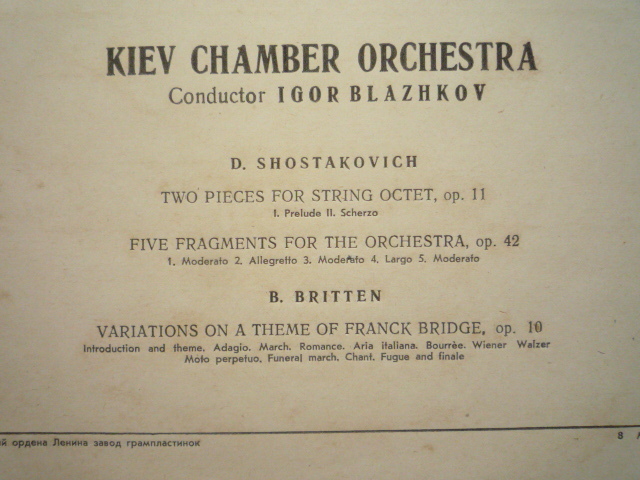 KIEV CHAMBER ORCHESTRA
Conductor IGOR BLAZHKOV
D. SHOSTAKOVICH
TWO PIECES FOR STRING OCTET, op. 11
I. Prelude II. Scherzo
FIVE FRAGMENTS FOR THE ORCHESTRA, op. 42
1. Moderato 2. Allegretto 3. Moderato 4. Largo 5. Moderato
B. BRITTEN
VARIATIONS ON A THEME OF FRANCK BRIDGE, op. 10
Introduction and theme. Adagio. March. Romance. Aria italiana. Bourrèe. Wiener Walzer
Moto perpetuo. Funeral march. Chant. Fugue and finale
ордена Ленина завод грампластинок
8